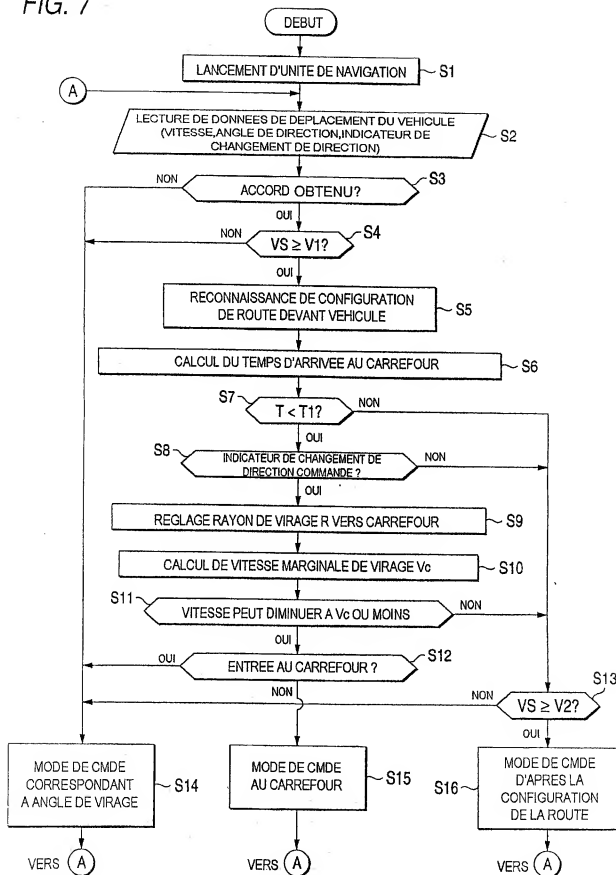 FIG. 7
DEBUT
LANCEMENT D'UNITE DE NAVIGATION
S1
A
LECTURE DE DONNEES DE DEPLACEMENT DU VEHICULE
(VITESSE,ANGLE DE DIRECTION,INDICATEUR DE
CHANGEMENT DE DIRECTION)
S2
NON
S3
ACCORD OBTENU?
OUI
NON
S4
VS ≥ V1?
OUI
RECONNAISSANCE DE CONFIGURATION
DE ROUTE DEVANT VEHICULE
S5
CALCUL DU TEMPS D'ARRIVEE AU CARREFOUR
S6
S7
T < T1?
NON
OUI
S8
INDICATEUR DE CHANGEMENT DE
DIRECTION COMMANDE ?
NON
OUI
REGLAGE RAYON DE VIRAGE R VERS CARREFOUR
S9
CALCUL DE VITESSE MARGINALE DE VIRAGE Vc
S10
S11
VITESSE PEUT DIMINUER A Vc OU MOINS
NON
OUI
OUI
ENTREE AU CARREFOUR ?
S12
NON
NON
S13
VS ≥ V2?
OUI
MODE DE CMDE
CORRESPONDANT
A ANGLE DE VIRAGE
S14
MODE DE CMDE
AU CARREFOUR
S15
S16
MODE DE CMDE
D'APRES LA
CONFIGURATION
DE LA ROUTE
VERS A
VERS A
VERS A